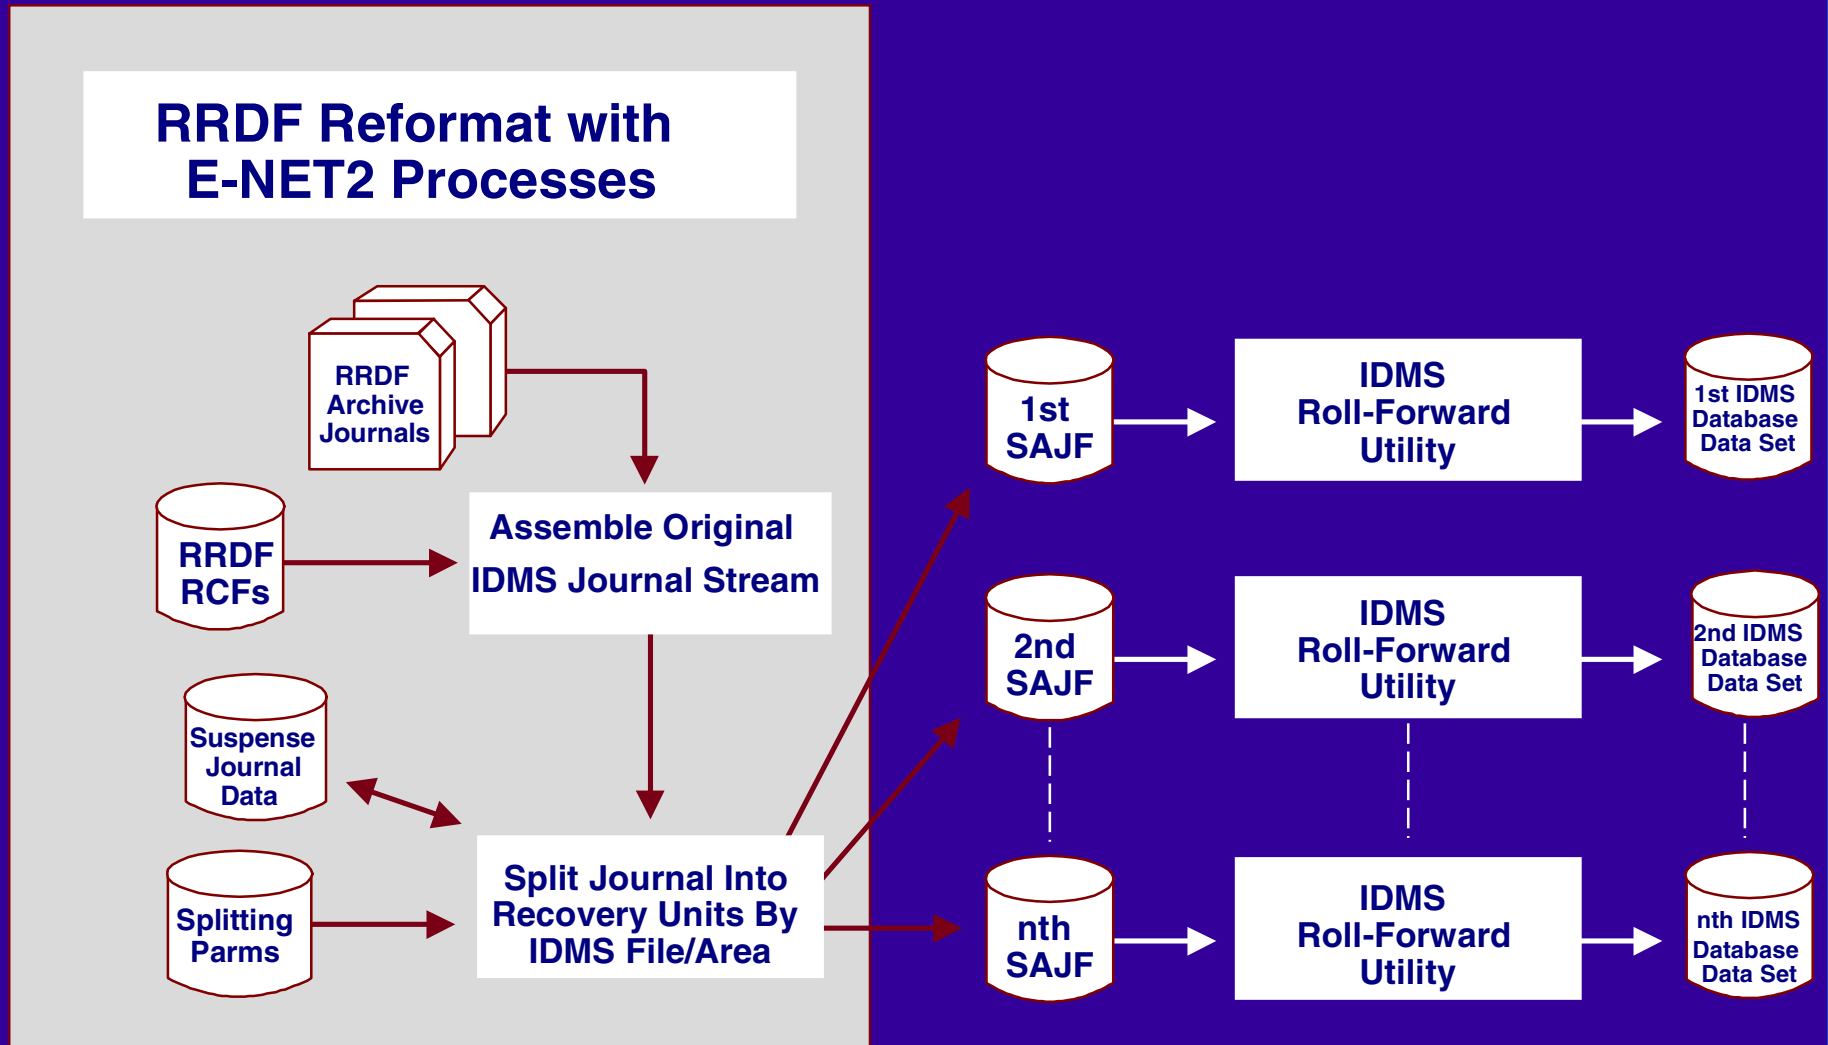 RRDF Reformat with
E-NET2 Processes
RRDF
Archive
Journals
RRDF
RCFs
Assemble Original
IDMS Journal Stream
Suspense
Journal
Data
Splitting
Parms
Split Journal Into
Recovery Units By
IDMS File/Area
1st
SAJF
IDMS
Roll-Forward
Utility
1st IDMS
Database
Data Set
2nd
SAJF
IDMS
Roll-Forward
Utility
2nd IDMS
Database
Data Set
nth
SAJF
IDMS
Roll-Forward
Utility
nth IDMS
Database
Data Set